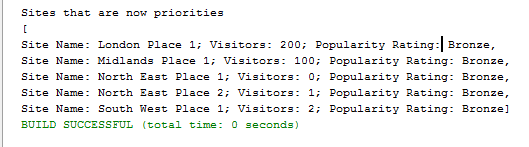 Sites that are now priorities
[
Site Name: London Place 1; Visitors: 200; Popularity Rating: Bronze,
Site Name: Midlands Place 1; Visitors: 100; Popularity Rating: Bronze,
Site Name: North East Place 1; Visitors: 0; Popularity Rating: Bronze,
Site Name: North East Place 2; Visitors: 1; Popularity Rating: Bronze,
Site Name: South West Place 1; Visitors: 2; Popularity Rating: Bronze]
BUILD SUCCESSFUL (total time: 0 seconds)